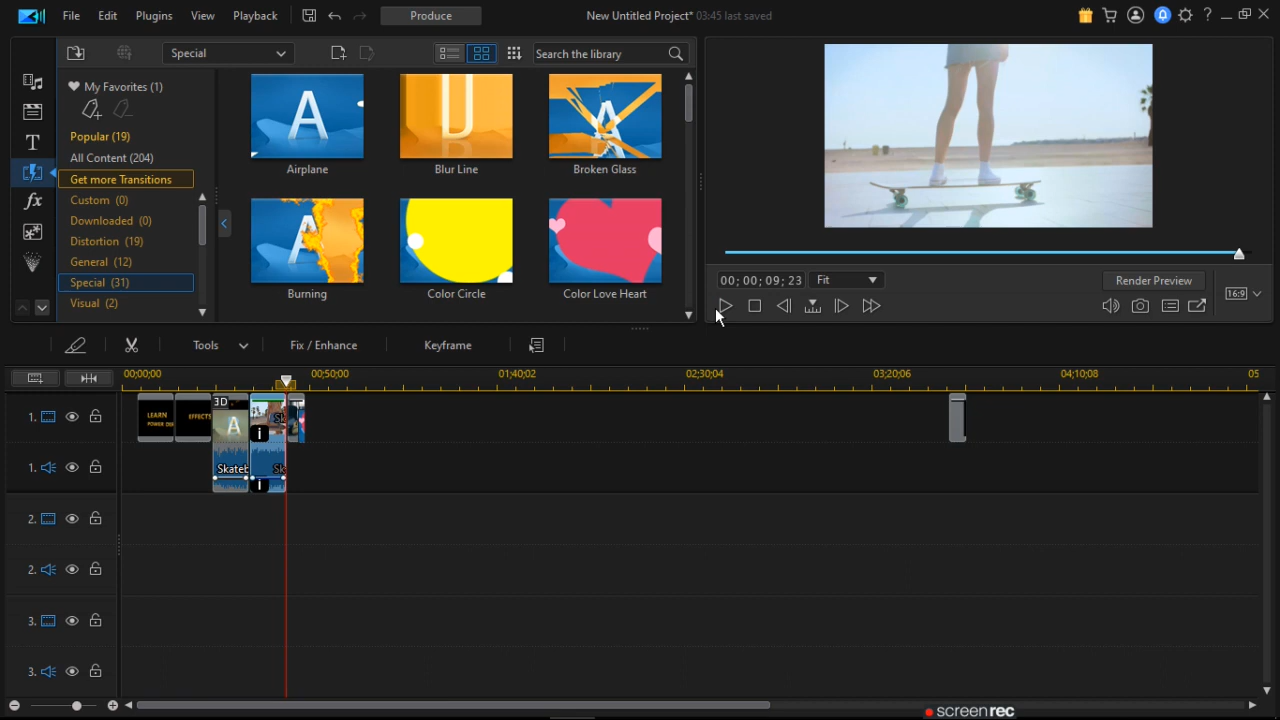 File Edit Plugins View Playback Produce New Untitled Project* 03:45 last saved
Special
Search the library
My Favorites (1)
Popular (19)
All Content (204)
Get more Transitions
Custom (0)
Downloaded (0)
Distortion (19)
General (12)
Special (31)
Visual (2)
Airplane Blur Line Broken Glass
Burning Color Circle Color Love Heart
00; 00; 09; 23 Fit Render Preview
16:9
Tools Fix / Enhance Keyframe
00;00;00 00;50;00 01;40;02 02;30;04 03;20;06 04;10;08 05
1. LEARN EFFECTS 3D A Sk
1. Skateb Sk
2.
2.
3.
3.
screenrec